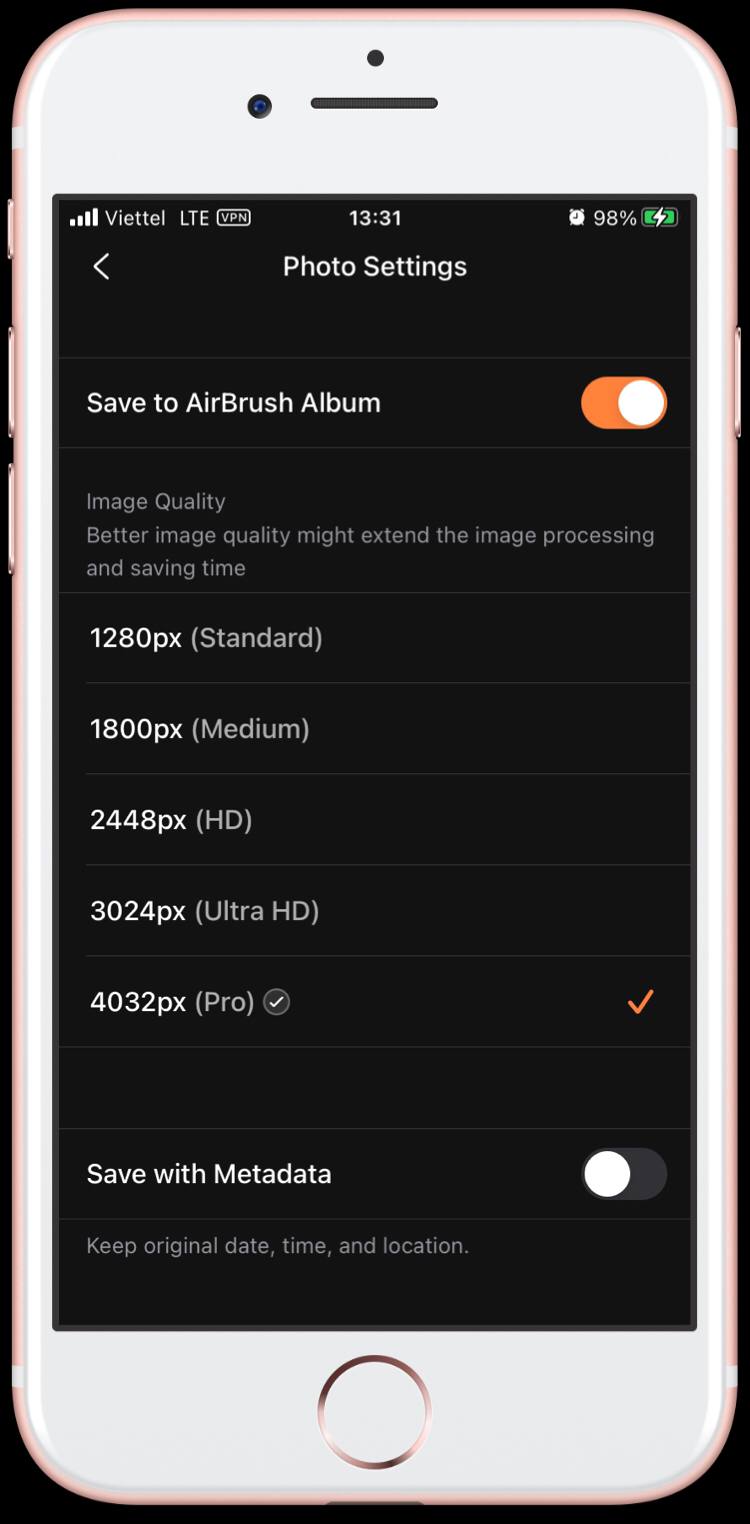 Viettel LTE VPN 13:31 98%
Photo Settings
Save to AirBrush Album
Image Quality
Better image quality might extend the image processing
and saving time
1280px (Standard)
1800px (Medium)
2448px (HD)
3024px (Ultra HD)
4032px (Pro)
Save with Metadata
Keep original date, time, and location.